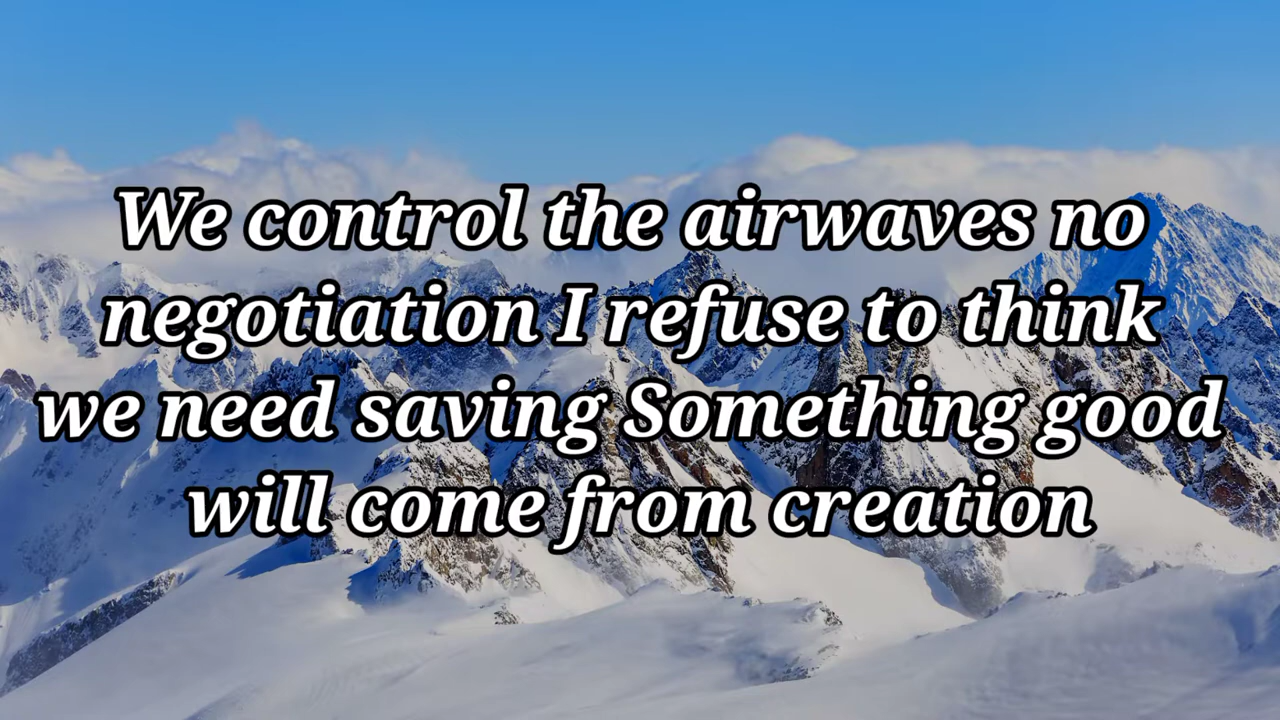 We control the airwaves no
negotiation I refuse to think
we need saving Something good
will come from creation